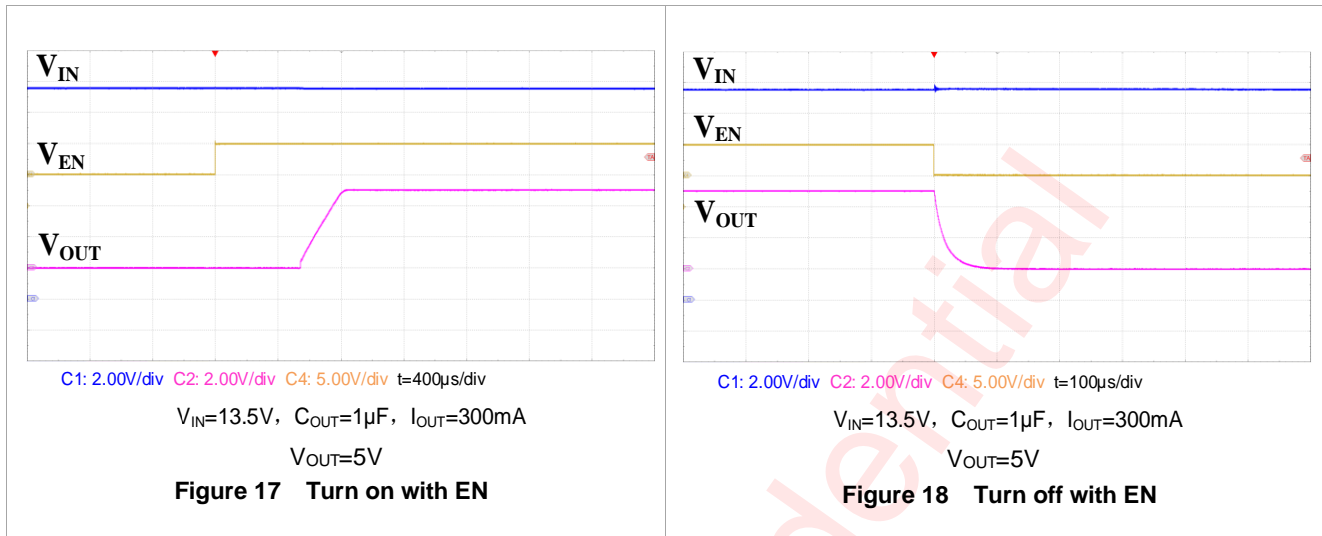 VIN
VEN
VOUT
C1: 2.00V/div C2: 2.00V/div C4: 5.00V/div t=400µs/div
VIN=13.5V，COUT=1µF，IOUT=300mA
VOUT=5V
Figure 17 Turn on with EN
VIN
VEN
VOUT
C1: 2.00V/div C2: 2.00V/div C4: 5.00V/div t=100µs/div
VIN=13.5V，COUT=1µF，IOUT=300mA
VOUT=5V
Figure 18 Turn off with EN
dential